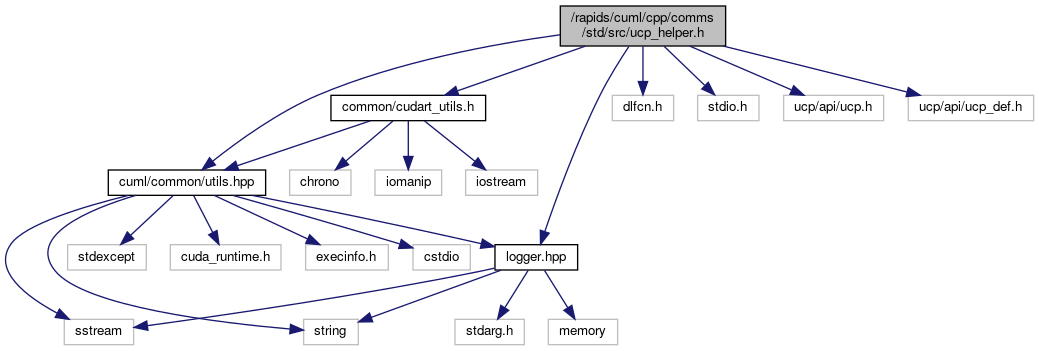 /rapids/cuml/cpp/comms
/std/src/ucp_helper.h
common/cudart_utils.h
dlfcn.h
stdio.h
ucp/api/ucp.h
ucp/api/ucp_def.h
cuml/common/utils.hpp
chrono
iomanip
iostream
stdexcept
cuda_runtime.h
execinfo.h
cstdio
logger.hpp
sstream
string
stdarg.h
memory